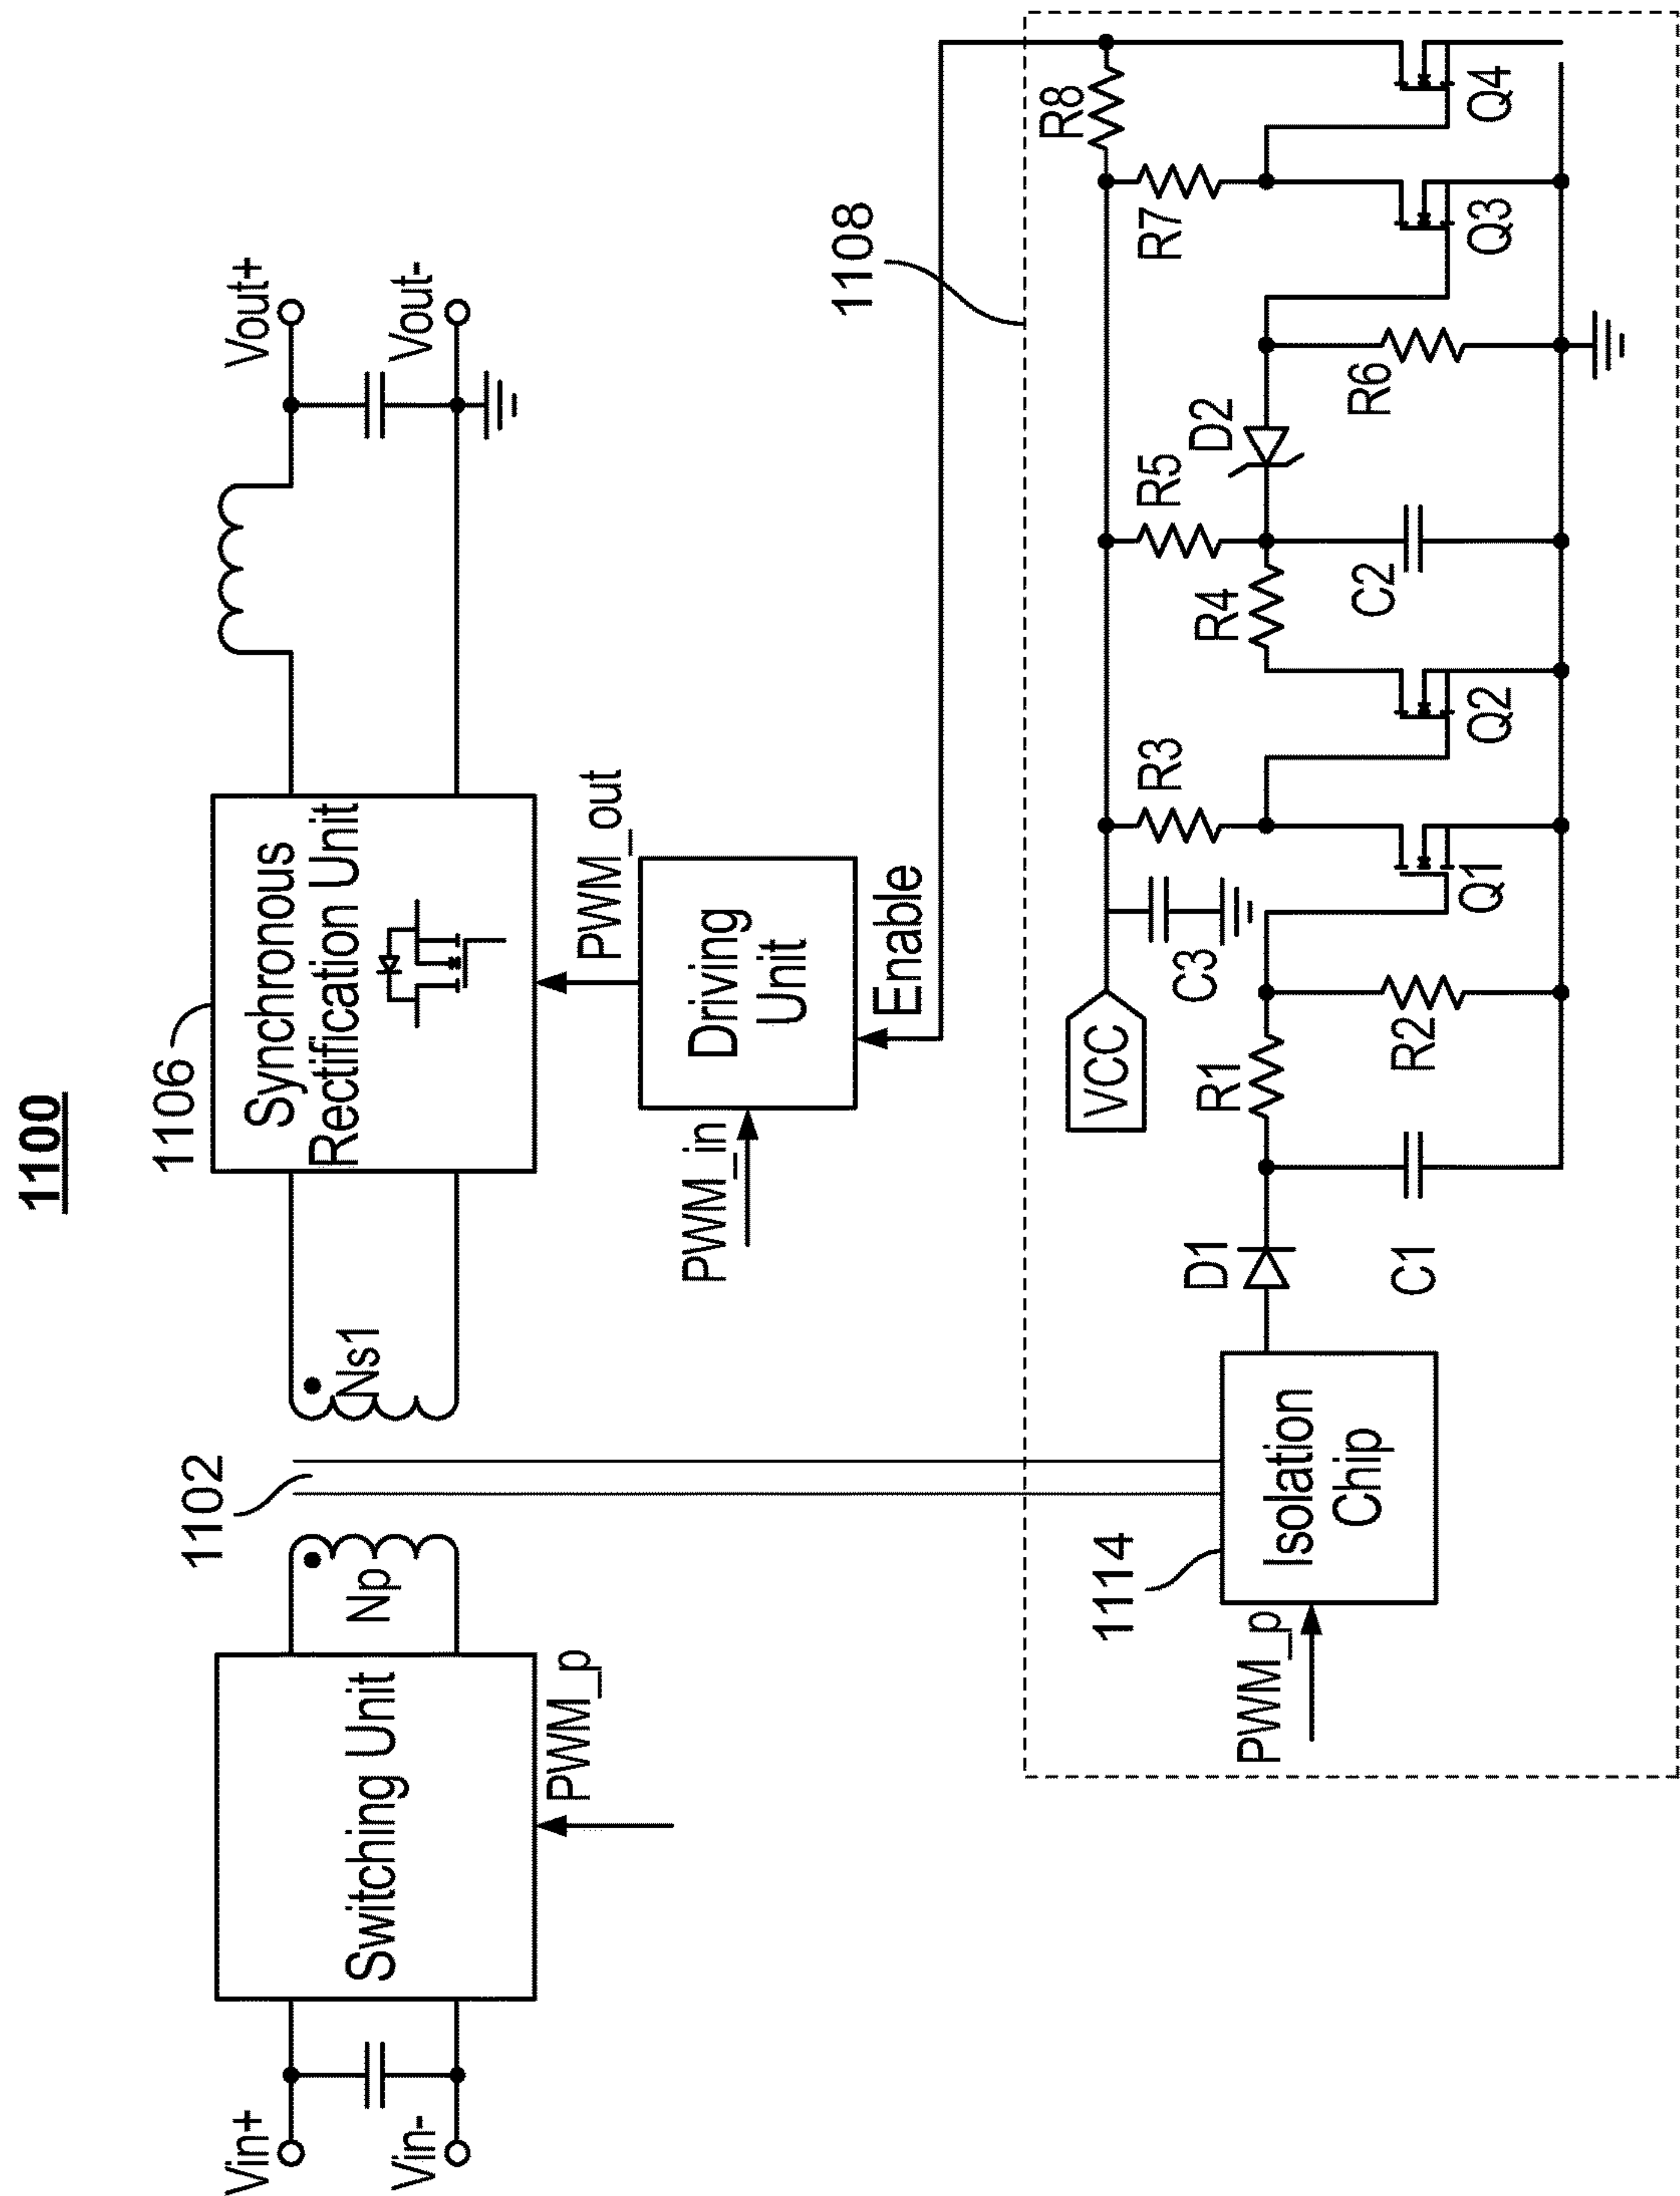 1100
Vin+
Vin-
Switching Unit
PWM_p
Np
1102
Ns1
1106
Synchronous
Rectification Unit
Vout+
Vout-
PWM_out
Driving
Unit
PWM_in
Enable
1108
1114
Isolation
Chip
PWM_p
D1
C1
R1
R2
VCC
C3
R3
Q1
Q2
R4
R5
C2
D2
R6
R7
Q3
R8
Q4